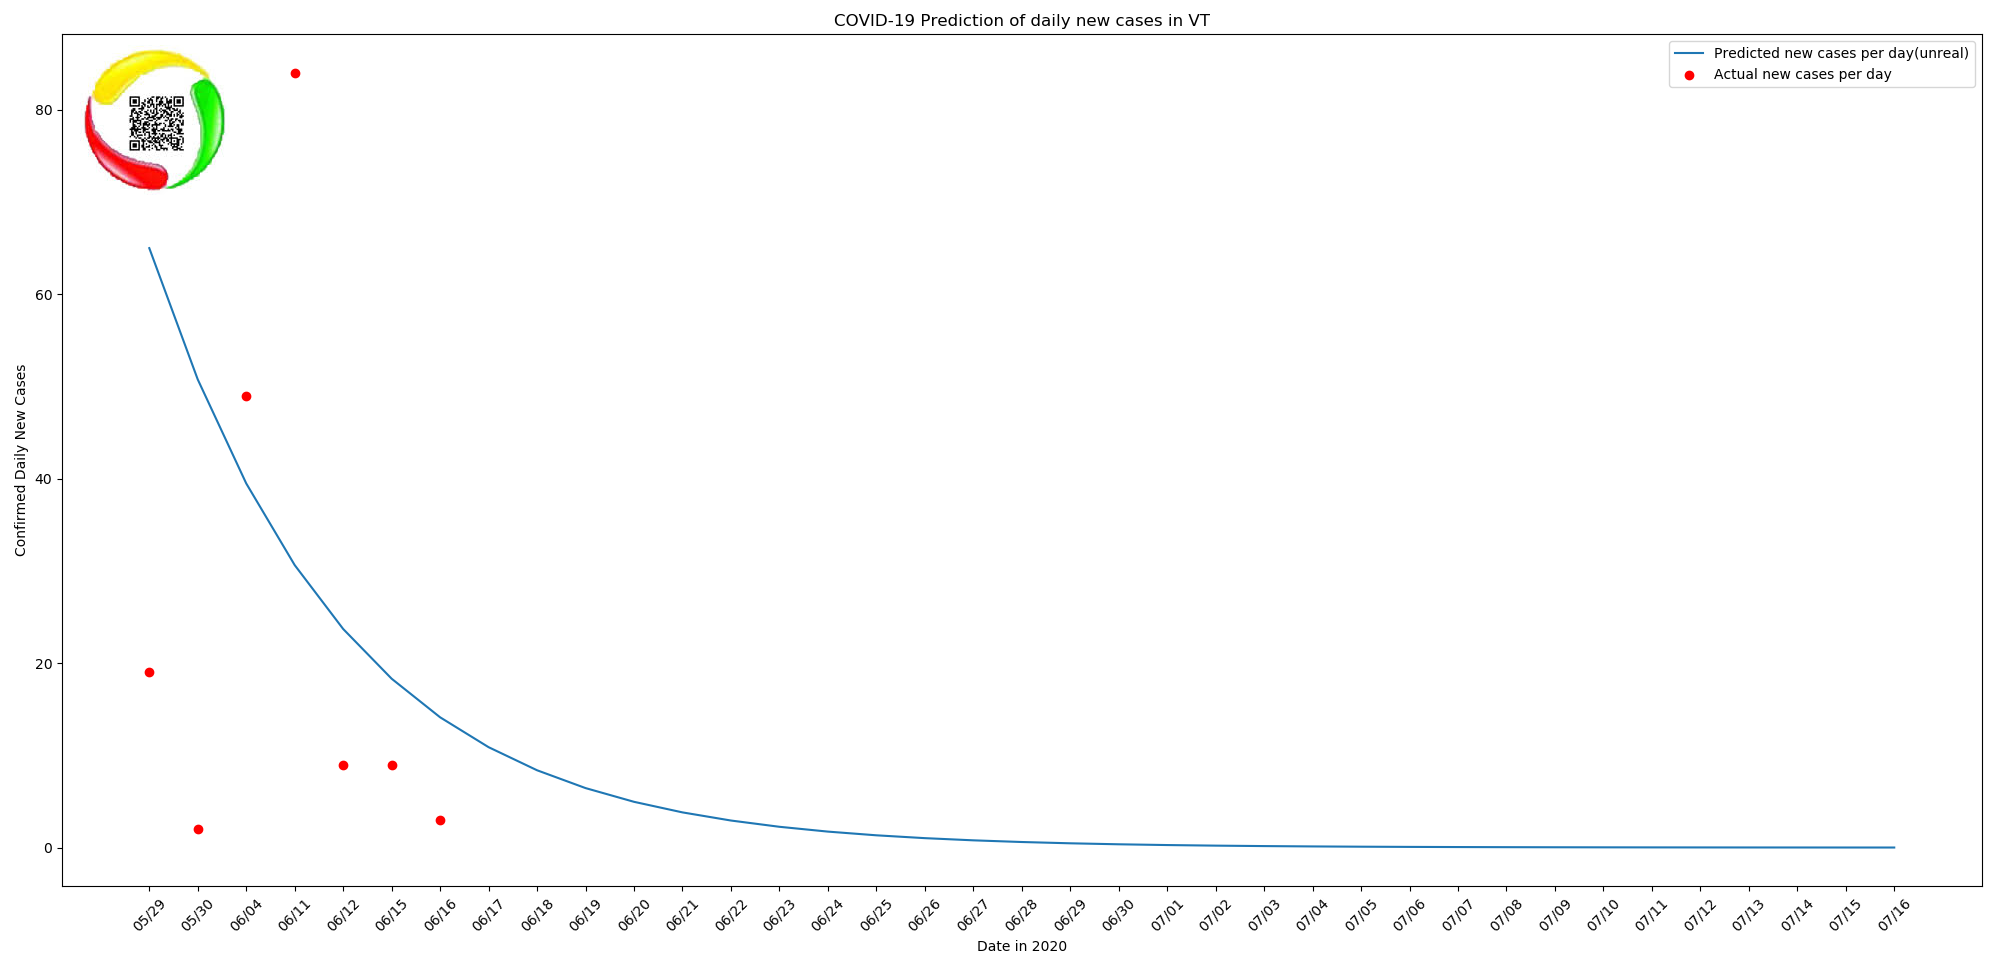 COVID-19 Prediction of daily new cases in VT
Predicted new cases per day(unreal)
Actual new cases per day
Confirmed Daily New Cases
80
60
40
20
0
05/29 05/30 06/04 06/11 06/12 06/15 06/16 06/17 06/18 06/19 06/20 06/21 06/22 06/23 06/24 06/25 06/26 06/27 06/28 06/29 06/30 07/01 07/02 07/03 07/04 07/05 07/06 07/07 07/08 07/09 07/10 07/11 07/12 07/13 07/14 07/15 07/16
Date in 2020